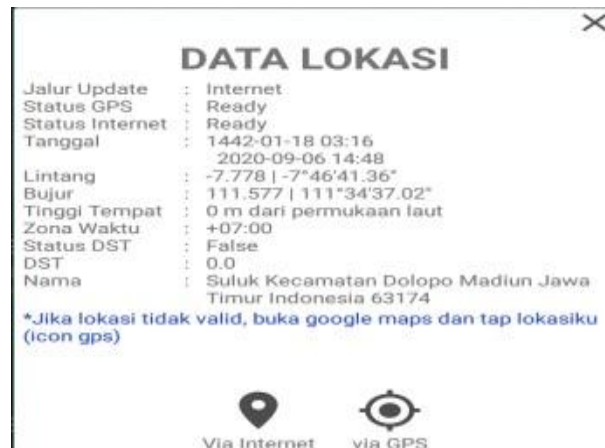 DATA LOKASI
Jalur Update : Internet
Status GPS : Ready
Status Internet : Ready
Tanggal : 1442-01-18 03:16
2020-09-06 14:48
Lintang : -7.778 | -7°46'41.36"
Bujur : 111.577 | 111°34'37.02"
Tinggi Tempat : 0 m dari permukaan laut
Zona Waktu : +07:00
Status DST : False
DST : 0.0
Nama : Suluk Kecamatan Dolopo Madiun Jawa
Timur Indonesia 63174
*Jika lokasi tidak valid, buka google maps dan tap lokasiku
(icon gps)
Via Internet via GPS